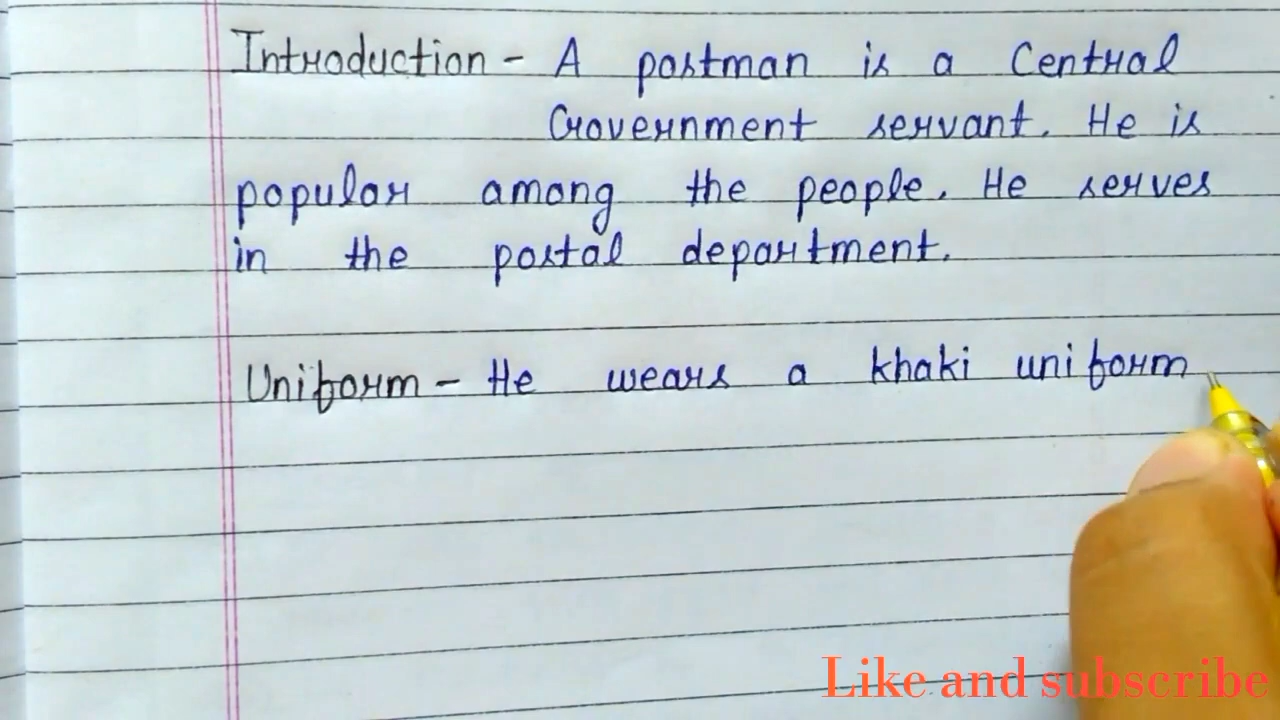 Introduction - A postman is a Central
Government servant. He is
popular among the people. He serves
in the postal department.
Uniform - He wears a khaki uniform
Like and subscribe